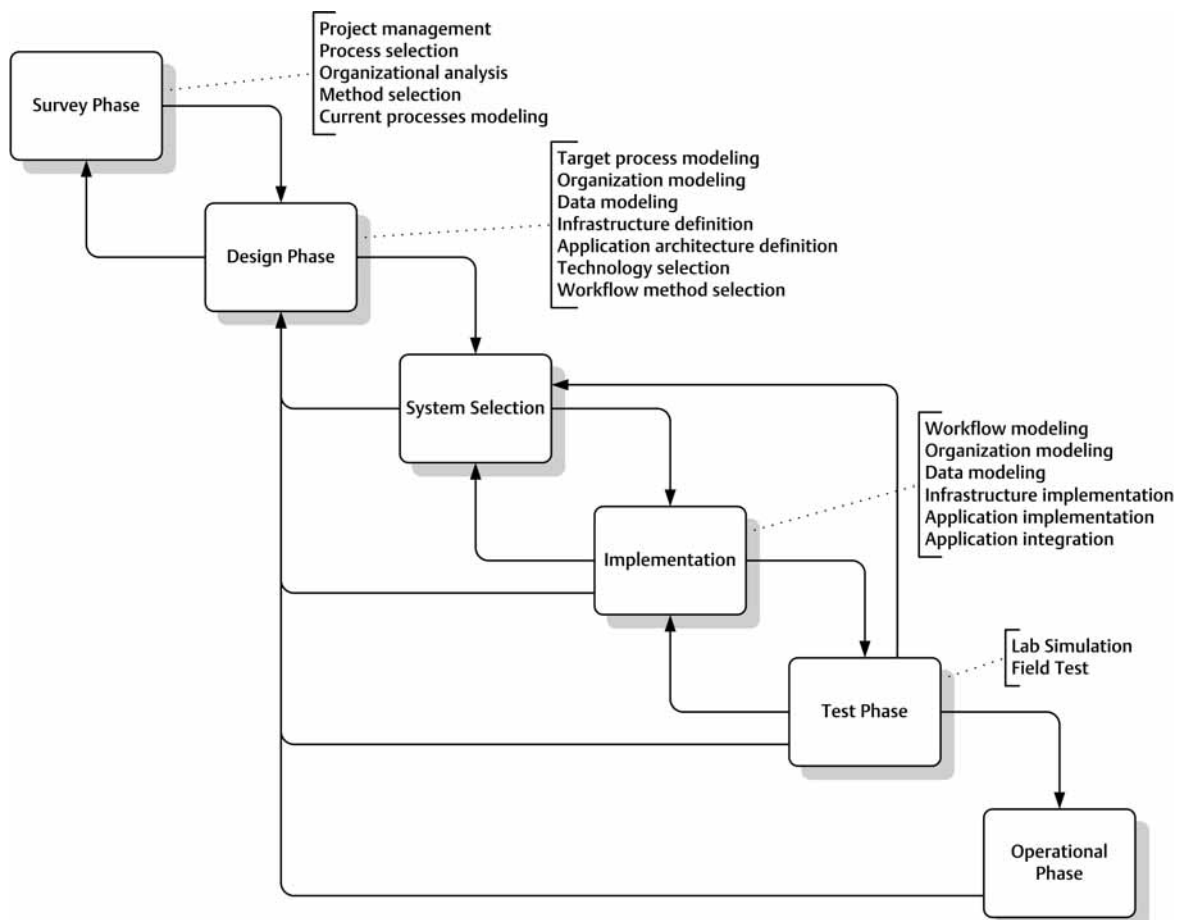 Project management
Process selection
Organizational analysis
Method selection
Current processes modeling
Survey Phase
Target process modeling
Organization modeling
Data modeling
Infrastructure definition
Application architecture definition
Technology selection
Workflow method selection
Design Phase
System Selection
Workflow modeling
Organization modeling
Data modeling
Infrastructure implementation
Application implementation
Application integration
Implementation
Lab Simulation
Field Test
Test Phase
Operational
Phase